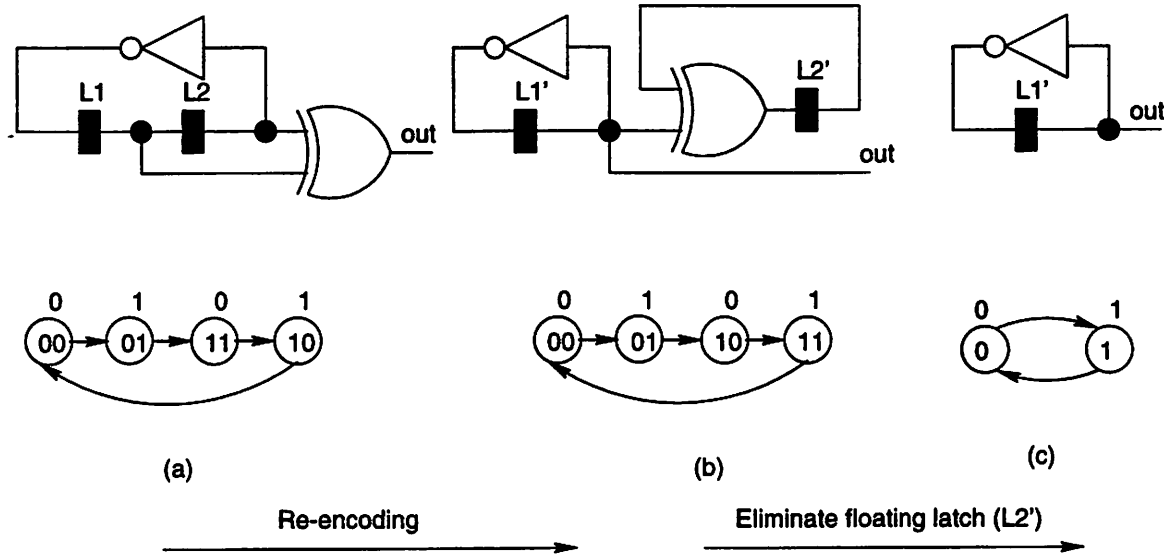 L1 L2 out
L1' L2' out
L1' out
0 1 0 1
00 01 11 10
0 1 0 1
00 01 10 11
0 1
0 1
(a) (b) (c)
Re-encoding
Eliminate floating latch (L2')